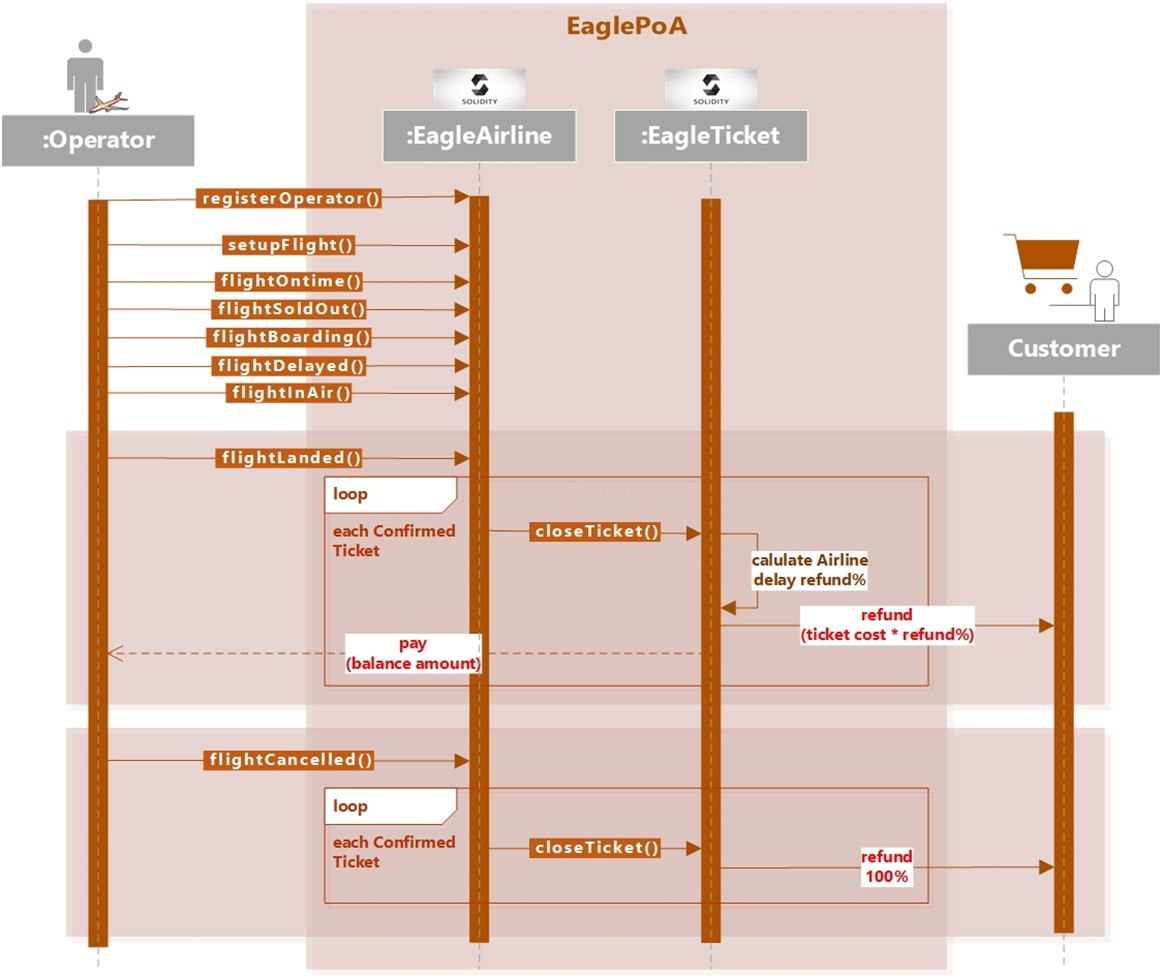 EaglePoA
SOLIDITY
SOLIDITY
:Operator
:EagleAirline
:EagleTicket
registerOperator()
setupFlight()
flightOntime()
flightSoldOut()
flightBoarding()
flightDelayed()
flightInAir()
Customer
flightLanded()
loop
each Confirmed
Ticket
closeTicket()
calulate Airline
delay refund%
refund
(ticket cost * refund%)
pay
(balance amount)
flightCancelled()
loop
each Confirmed
Ticket
closeTicket()
refund
100%